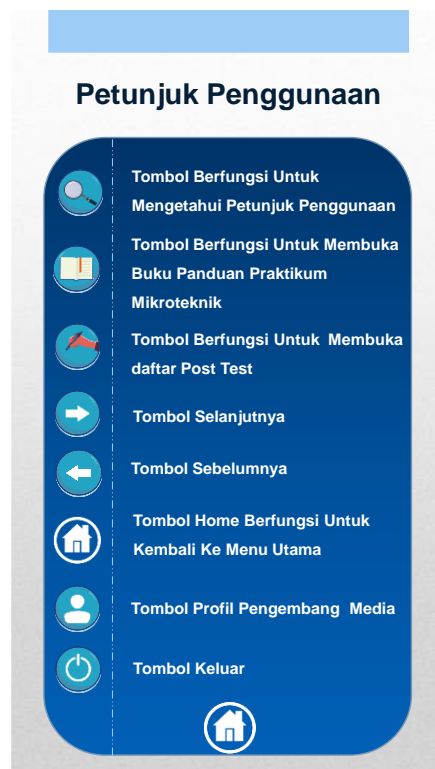 Petunjuk Penggunaan
Tombol Berfungsi Untuk
Mengetahui Petunjuk Penggunaan
Tombol Berfungsi Untuk Membuka
Buku Panduan Praktikum
Mikroteknik
Tombol Berfungsi Untuk Membuka
daftar Post Test
Tombol Selanjutnya
Tombol Sebelumnya
Tombol Home Berfungsi Untuk
Kembali Ke Menu Utama
Tombol Profil Pengembang Media
Tombol Keluar